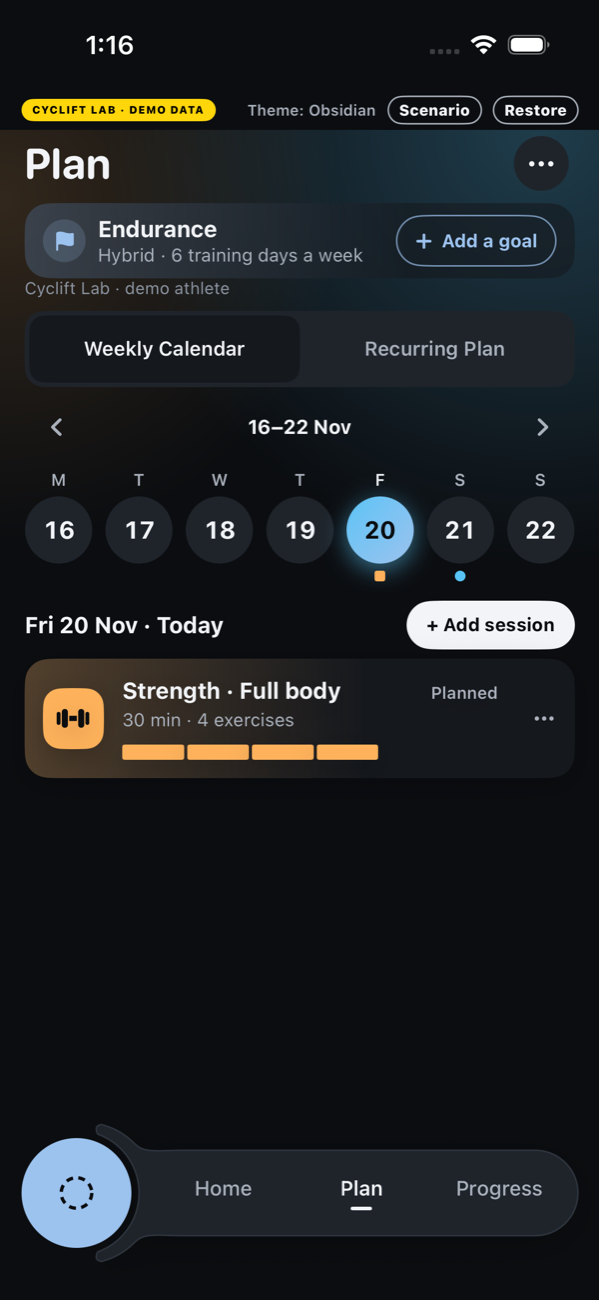 1:16
CYCLIFT LAB · DEMO DATA
Theme: Obsidian
Scenario
Restore
Plan
Endurance
Hybrid · 6 training days a week
+ Add a goal
Cyclift Lab · demo athlete
Weekly Calendar
Recurring Plan
16–22 Nov
M T W T F S S
16 17 18 19 20 21 22
Fri 20 Nov · Today
+ Add session
Strength · Full body
Planned
30 min · 4 exercises
Home
Plan
Progress